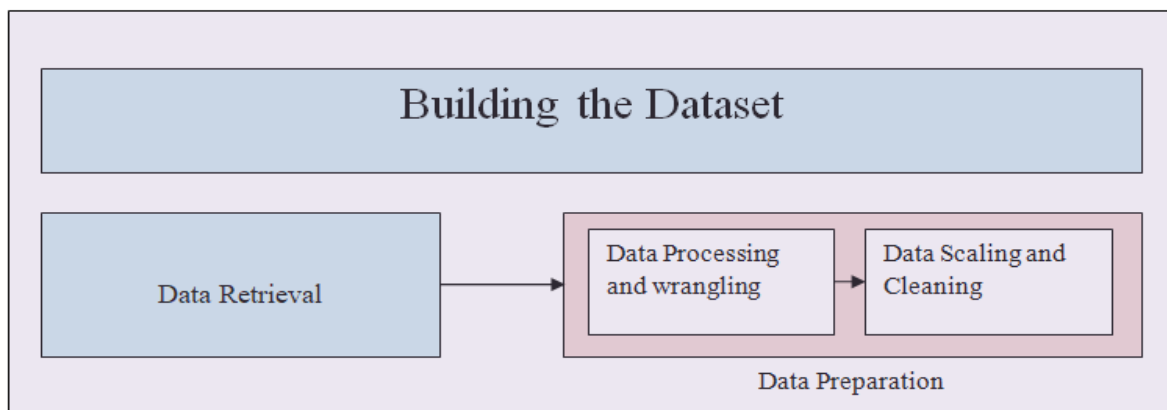 Building the Dataset
Data Retrieval
Data Processing
and wrangling
Data Scaling and
Cleaning
Data Preparation